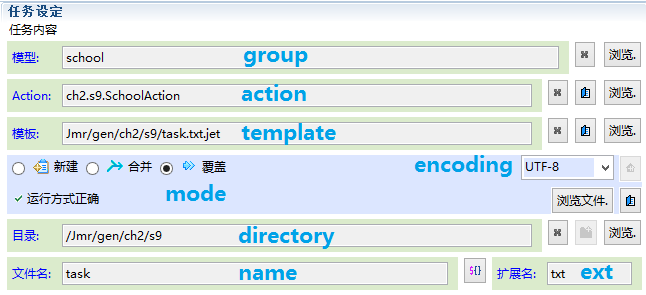 任务设定
任务内容
模型: school group 浏览.
Action: ch2.s9.SchoolAction action 浏览.
模板: Jmr/gen/ch2/s9/task.txt.jet template 浏览.
新建 合并 覆盖 encoding UTF-8
运行方式正确 mode 浏览文件.
目录: /Jmr/gen/ch2/s9 directory 浏览.
文件名: task name ${} 扩展名: txt ext